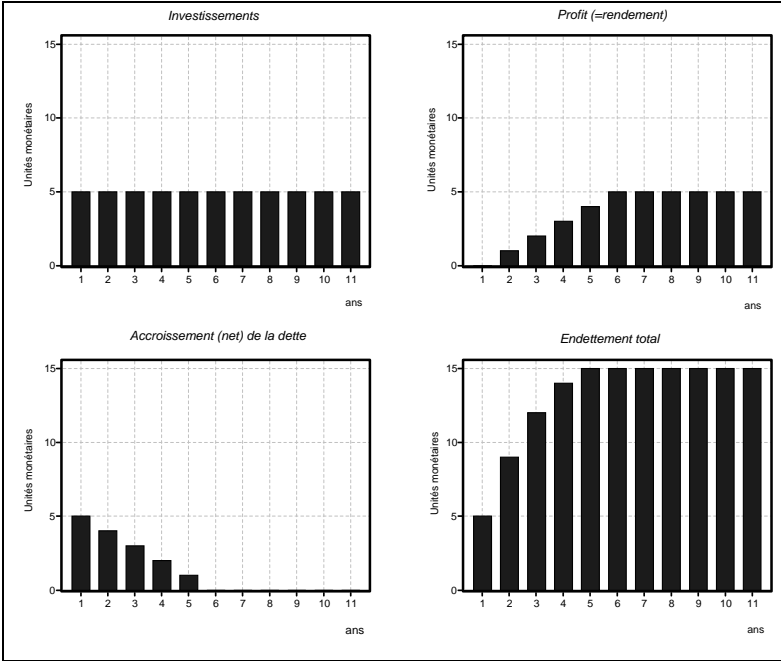 Investissements
Unités monétaires
15
10
5
0
1 2 3 4 5 6 7 8 9 10 11
ans
Profit (=rendement)
Unités monétaires
15
10
5
0
1 2 3 4 5 6 7 8 9 10 11
ans
Accroissement (net) de la dette
Unités monétaires
15
10
5
0
1 2 3 4 5 6 7 8 9 10 11
ans
Endettement total
Unités monétaires
15
10
5
0
1 2 3 4 5 6 7 8 9 10 11
ans